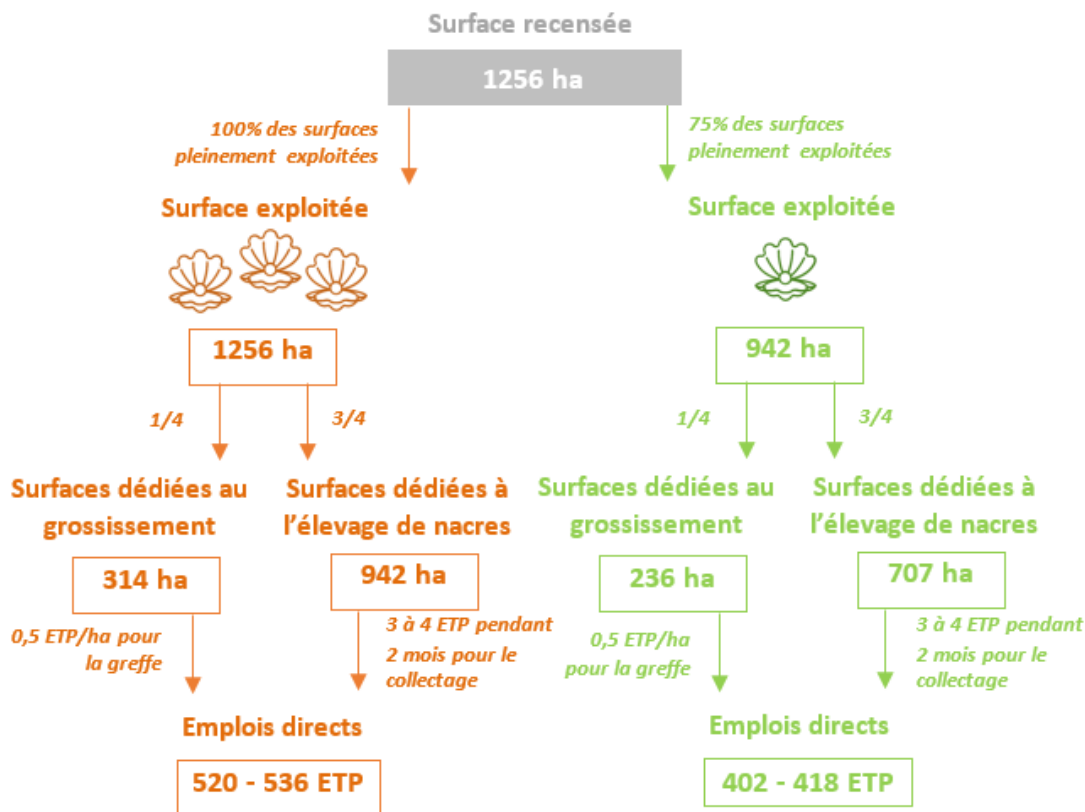 Surface recensée
1256 ha
100% des surfaces
pleinement exploitées
75% des surfaces
pleinement exploitées
Surface exploitée
Surface exploitée
1256 ha
942 ha
1/4
3/4
1/4
3/4
Surfaces dédiées au
grossissement
Surfaces dédiées à
l'élevage de nacres
Surfaces dédiées au
grossissement
Surfaces dédiées à
l'élevage de nacres
314 ha
942 ha
236 ha
707 ha
0,5 ETP/ha pour
la greffe
3 à 4 ETP pendant
2 mois pour le
collectage
0,5 ETP/ha
pour la greffe
3 à 4 ETP pendant
2 mois pour le
collectage
Emplois directs
Emplois directs
520 - 536 ETP
402 - 418 ETP